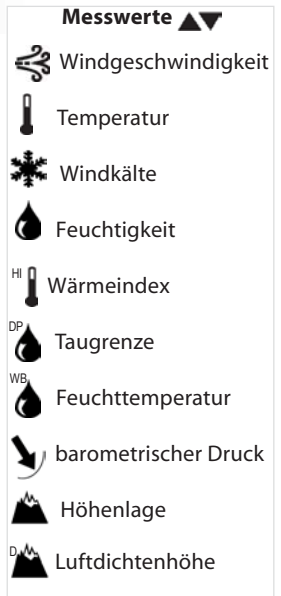 Messwerte ▲▼
Windgeschwindigkeit
Temperatur
Windkälte
Feuchtigkeit
HI Wärmeindex
DP Taugrenze
WB Feuchttemperatur
barometrischer Druck
Höhenlage
D Luftdichtenhöhe